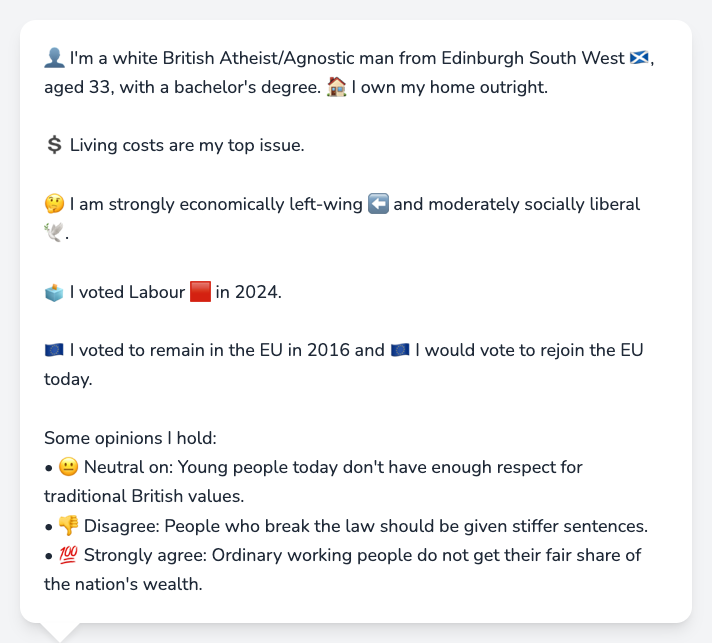 👤 I'm a white British Atheist/Agnostic man from Edinburgh South West 🏴󠁧󠁢󠁳󠁣󠁴󠁿,
aged 33, with a bachelor's degree. 🏠 I own my home outright.
💲 Living costs are my top issue.
🤔 I am strongly economically left-wing ⬅️ and moderately socially liberal
🕊️.
🗳️ I voted Labour 🟥 in 2024.
🇪🇺 I voted to remain in the EU in 2016 and 🇪🇺 I would vote to rejoin the EU
today.
Some opinions I hold:
• 😐 Neutral on: Young people today don't have enough respect for
traditional British values.
• 👎 Disagree: People who break the law should be given stiffer sentences.
• 💯 Strongly agree: Ordinary working people do not get their fair share of
the nation's wealth.